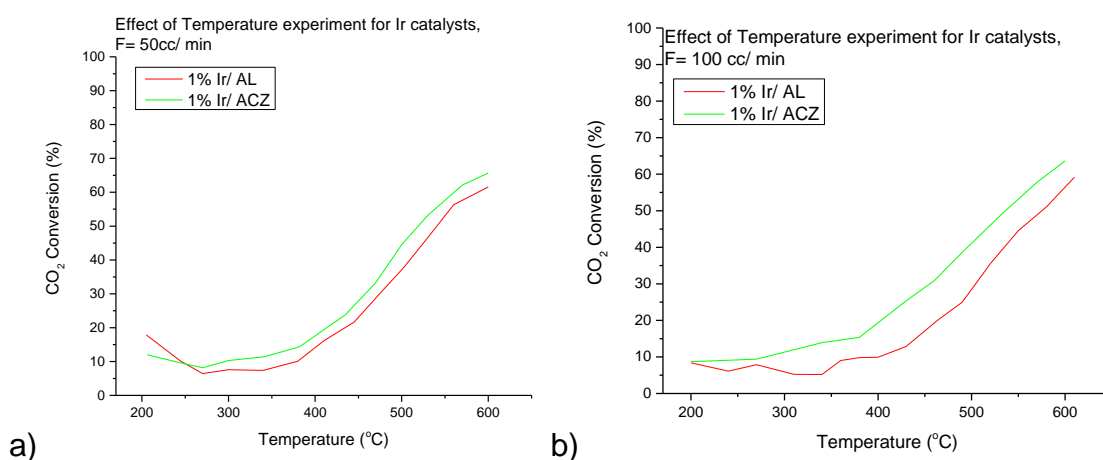 Effect of Temperature experiment for Ir catalysts,
F= 50cc/ min
1% Ir/ AL
1% Ir/ ACZ
100
90
80
70
60
50
40
30
20
10
0
CO₂ Conversion (%)
200
300
400
500
600
Temperature (°C)
a)
Effect of Temperature experiment for Ir catalysts,
F= 100 cc/ min
1% Ir/ AL
1% Ir/ ACZ
100
90
80
70
60
50
40
30
20
10
0
CO₂ Conversion (%)
200
300
400
500
600
Temperature (°C)
b)